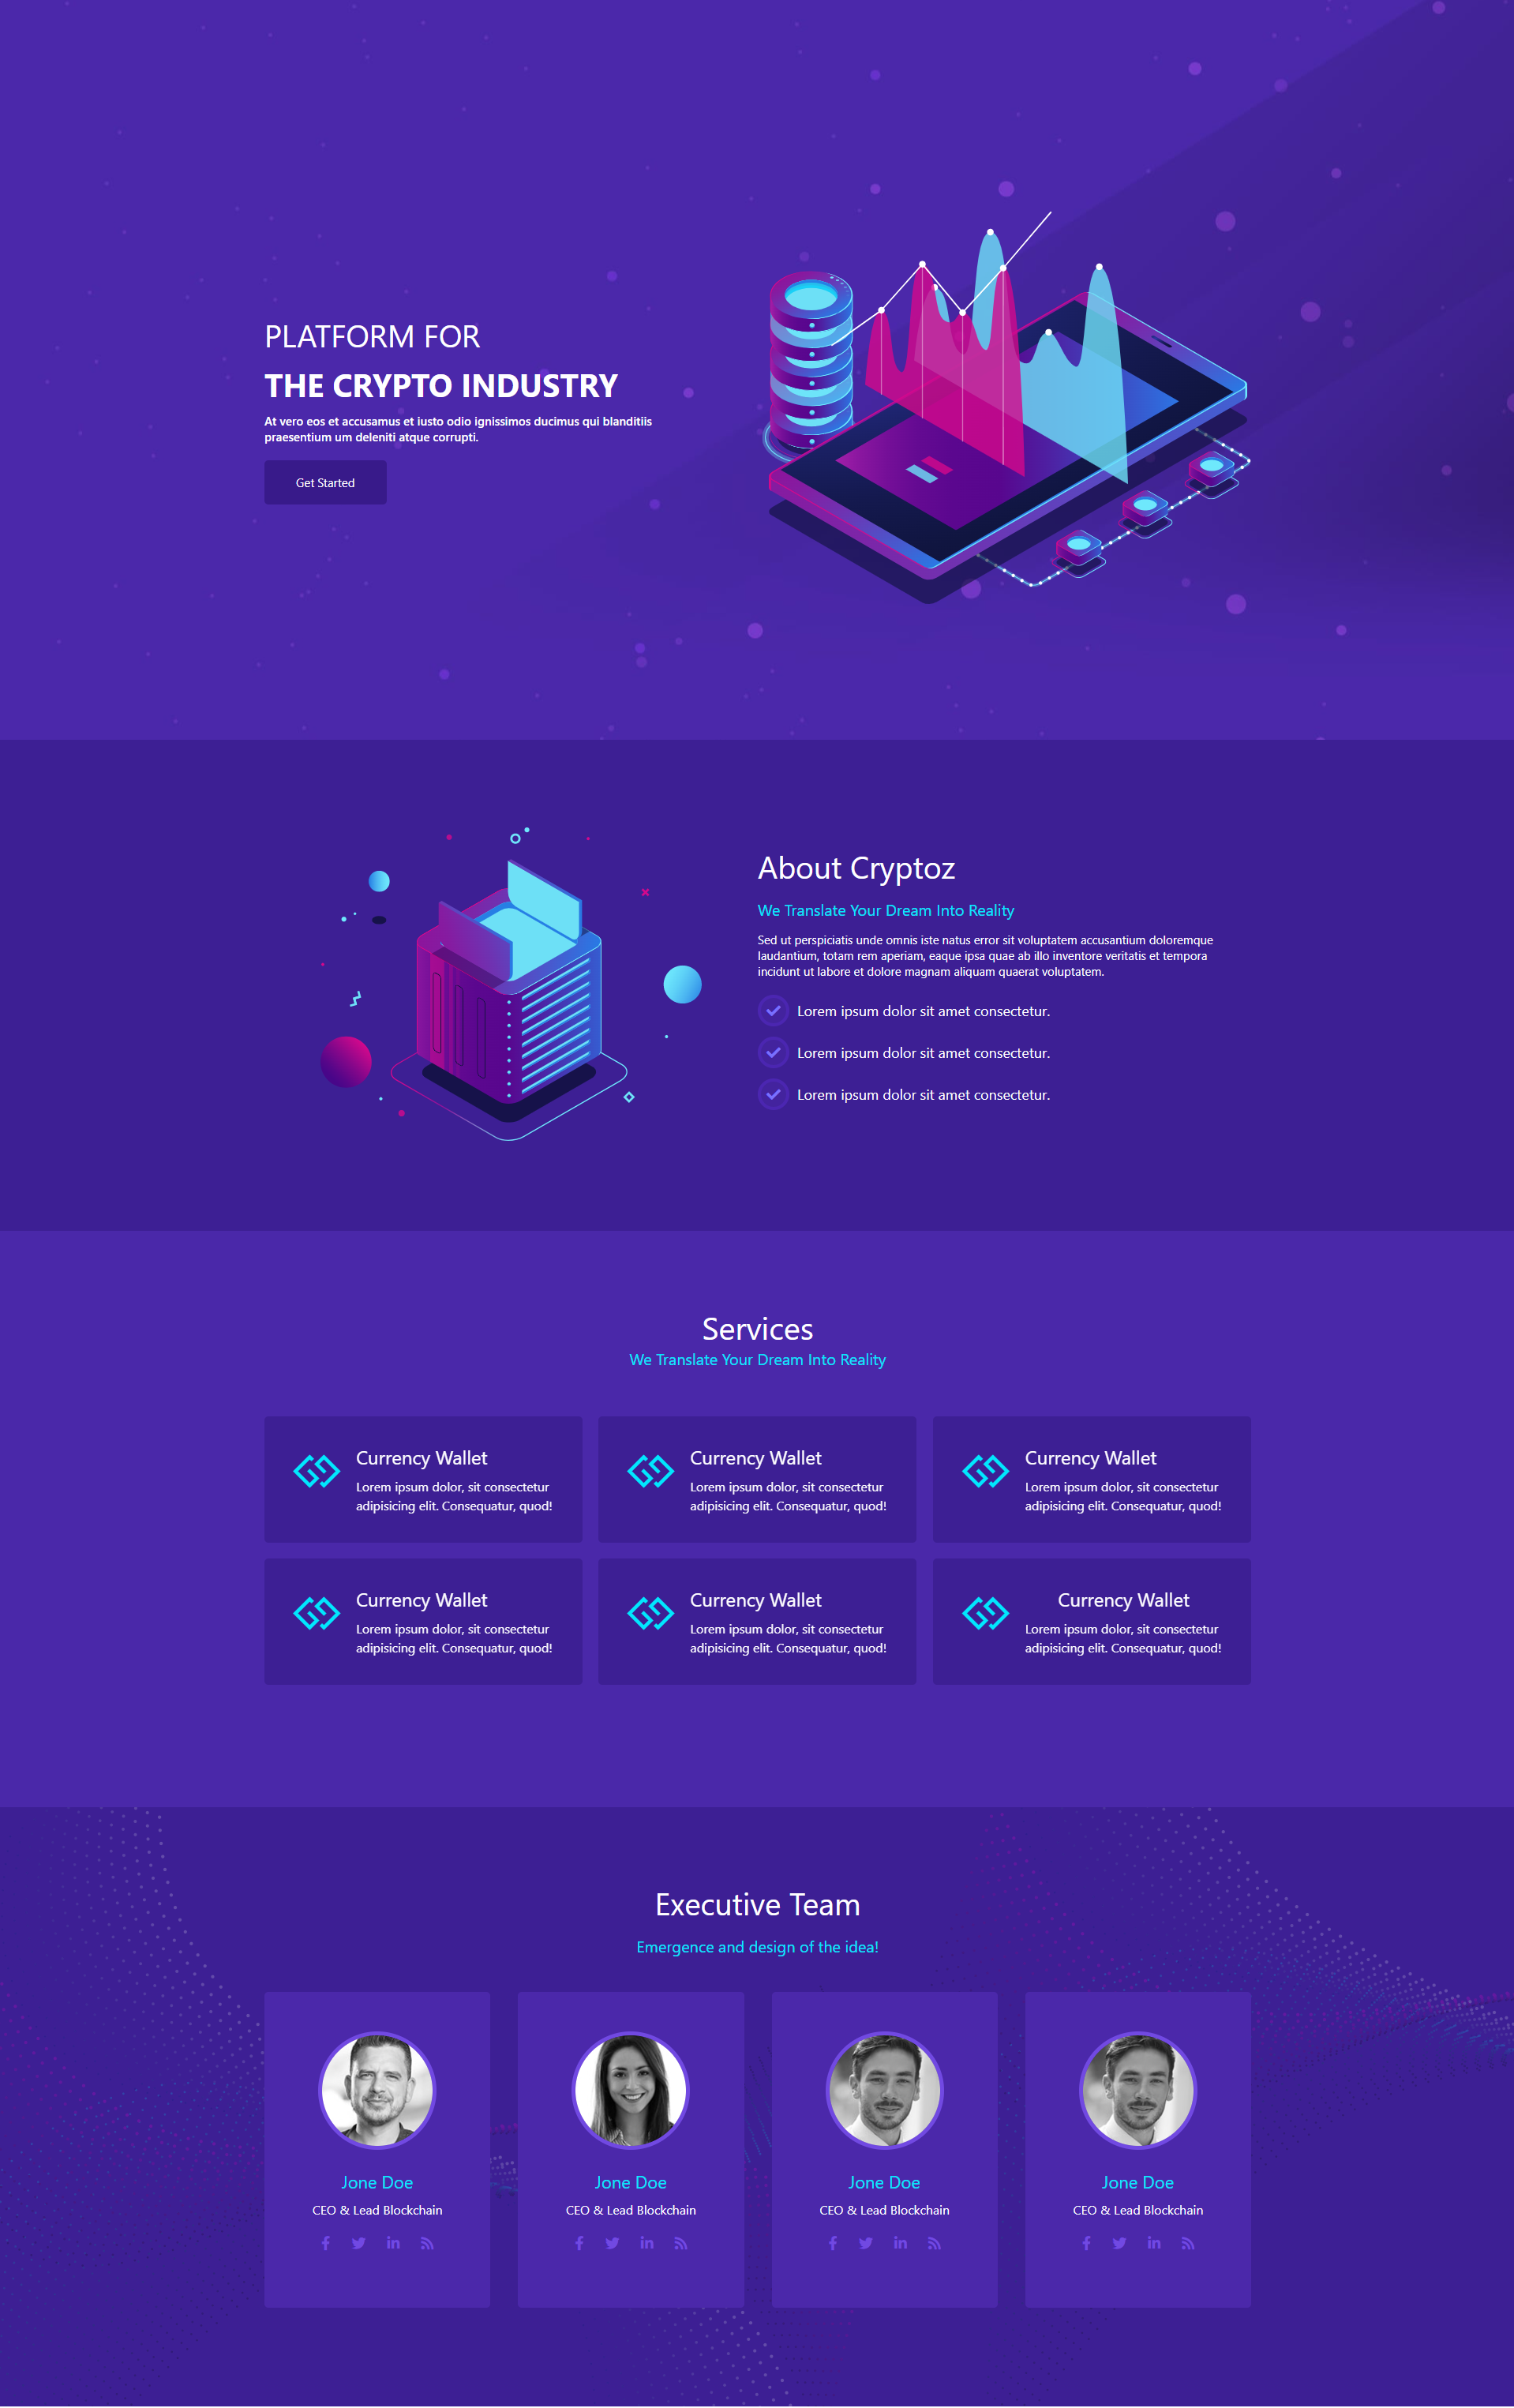 PLATFORM FOR
THE CRYPTO INDUSTRY
At vero eos et accusamus et iusto odio ignissimos ducimus qui blanditiis
praesentium um deleniti atque corrupti.
Get Started
About Cryptoz
We Translate Your Dream Into Reality
Sed ut perspiciatis unde omnis iste natus error sit voluptatem accusantium doloremque
laudantium, totam rem aperiam, eaque ipsa quae ab illo inventore veritatis et tempora
incidunt ut labore et dolore magnam aliquam quaerat voluptatem.
Lorem ipsum dolor sit amet consectetur.
Lorem ipsum dolor sit amet consectetur.
Lorem ipsum dolor sit amet consectetur.
Services
We Translate Your Dream Into Reality
Currency Wallet
Lorem ipsum dolor, sit consectetur
adipisicing elit. Consequatur, quod!
Currency Wallet
Lorem ipsum dolor, sit consectetur
adipisicing elit. Consequatur, quod!
Currency Wallet
Lorem ipsum dolor, sit consectetur
adipisicing elit. Consequatur, quod!
Currency Wallet
Lorem ipsum dolor, sit consectetur
adipisicing elit. Consequatur, quod!
Currency Wallet
Lorem ipsum dolor, sit consectetur
adipisicing elit. Consequatur, quod!
Currency Wallet
Lorem ipsum dolor, sit consectetur
adipisicing elit. Consequatur, quod!
Executive Team
Emergence and design of the idea!
Jone Doe
CEO & Lead Blockchain
Jone Doe
CEO & Lead Blockchain
Jone Doe
CEO & Lead Blockchain
Jone Doe
CEO & Lead Blockchain